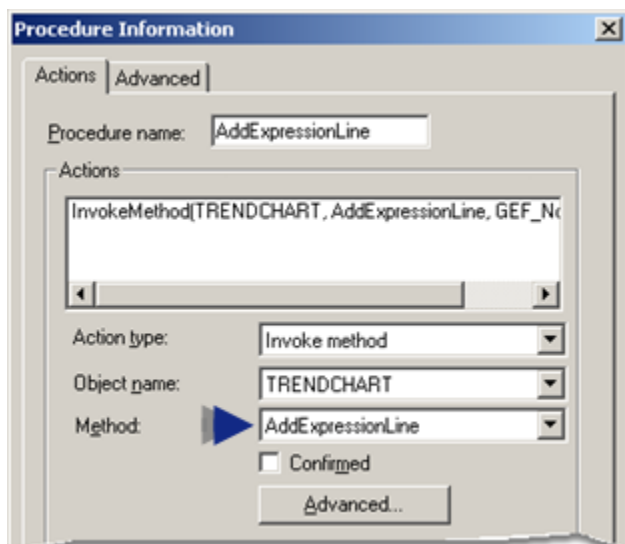 Procedure Information
Actions Advanced
Procedure name: AddExpressionLine
Actions
InvokeMethod(TRENDCHART, AddExpressionLine, GEF_No
Action type: Invoke method
Object name: TRENDCHART
Method: AddExpressionLine
Confirmed
Advanced...